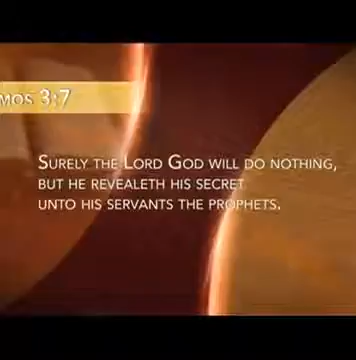 MOS 3:7
SURELY THE LORD GOD WILL DO NOTHING,
BUT HE REVEALETH HIS SECRET
UNTO HIS SERVANTS THE PROPHETS.